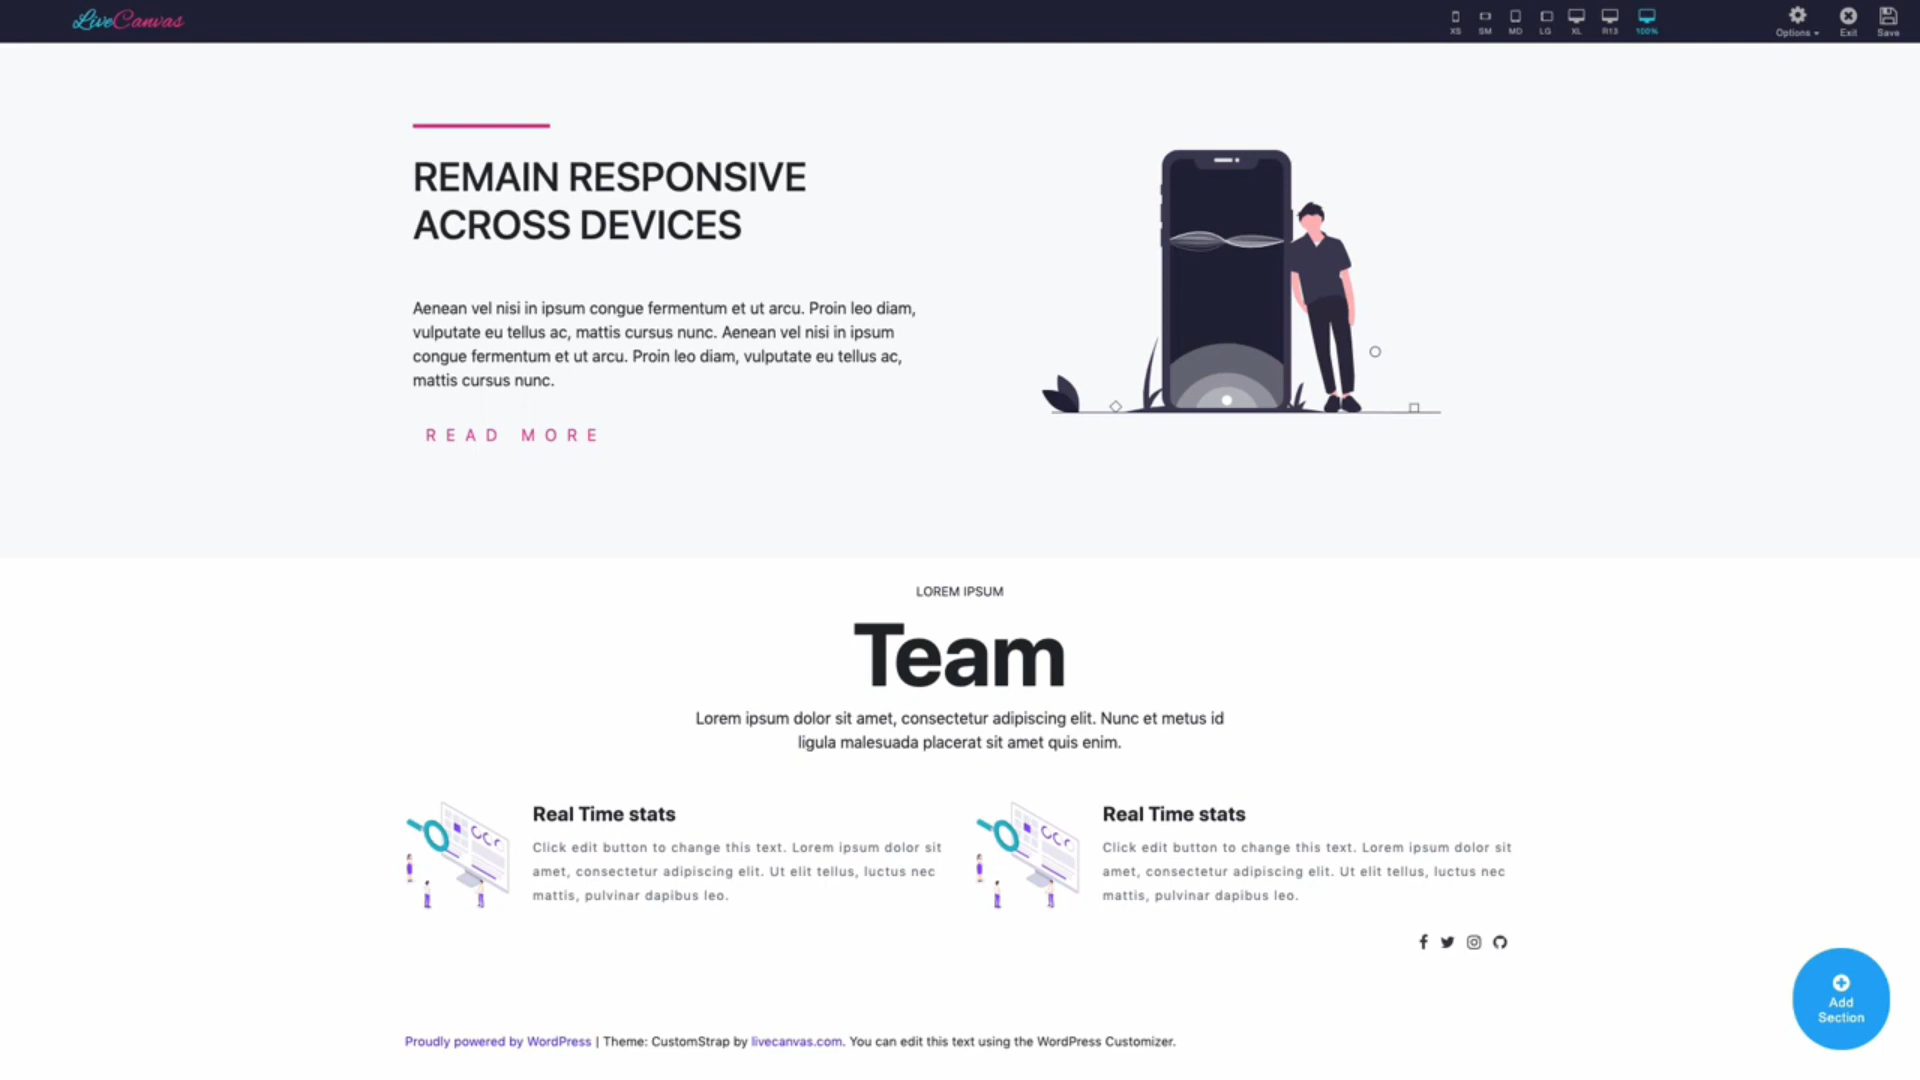 LiveCanvas
XS SM MD LG XL R13 100% Options Exit Save
REMAIN RESPONSIVE
ACROSS DEVICES
Aenean vel nisi in ipsum congue fermentum et ut arcu. Proin leo diam,
vulputate eu tellus ac, mattis cursus nunc. Aenean vel nisi in ipsum
congue fermentum et ut arcu. Proin leo diam, vulputate eu tellus ac,
mattis cursus nunc.
READ MORE
LOREM IPSUM
Team
Lorem ipsum dolor sit amet, consectetur adipiscing elit. Nunc et metus id
ligula malesuada placerat sit amet quis enim.
Real Time stats
Click edit button to change this text. Lorem ipsum dolor sit
amet, consectetur adipiscing elit. Ut elit tellus, luctus nec
mattis, pulvinar dapibus leo.
Real Time stats
Click edit button to change this text. Lorem ipsum dolor sit
amet, consectetur adipiscing elit. Ut elit tellus, luctus nec
mattis, pulvinar dapibus leo.
Add
Section
Proudly powered by WordPress | Theme: CustomStrap by livecanvas.com. You can edit this text using the WordPress Customizer.